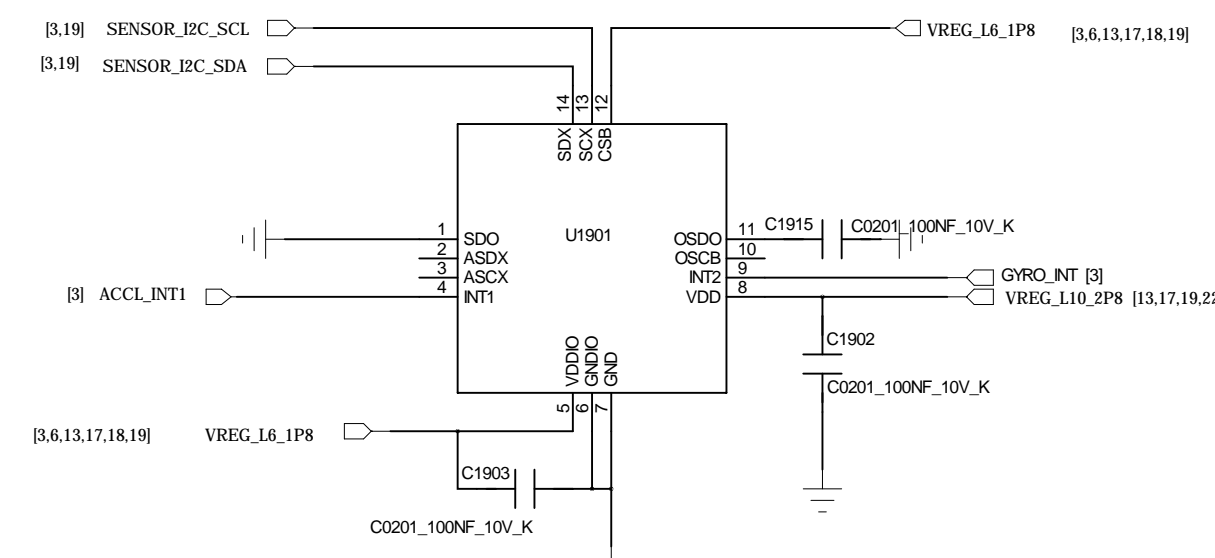 [3,19] SENSOR_I2C_SCL
VREG_L6_1P8 [3,6,13,17,18,19]
[3,19] SENSOR_I2C_SDA
14 13 12
SDX SCX CSB
U1901
1 SDO
2 ASDX
3 ASCX
4 INT1
OSDO 11
OSCB 10
INT2 9
VDD 8
C1915 C0201_100NF_10V_K
GYRO_INT [3]
[3] ACCL_INT1
VREG_L10_2P8 [13,17,19,22
C1902
C0201_100NF_10V_K
VDDIO GNDIO GND
5 6 7
[3,6,13,17,18,19] VREG_L6_1P8
C1903
C0201_100NF_10V_K